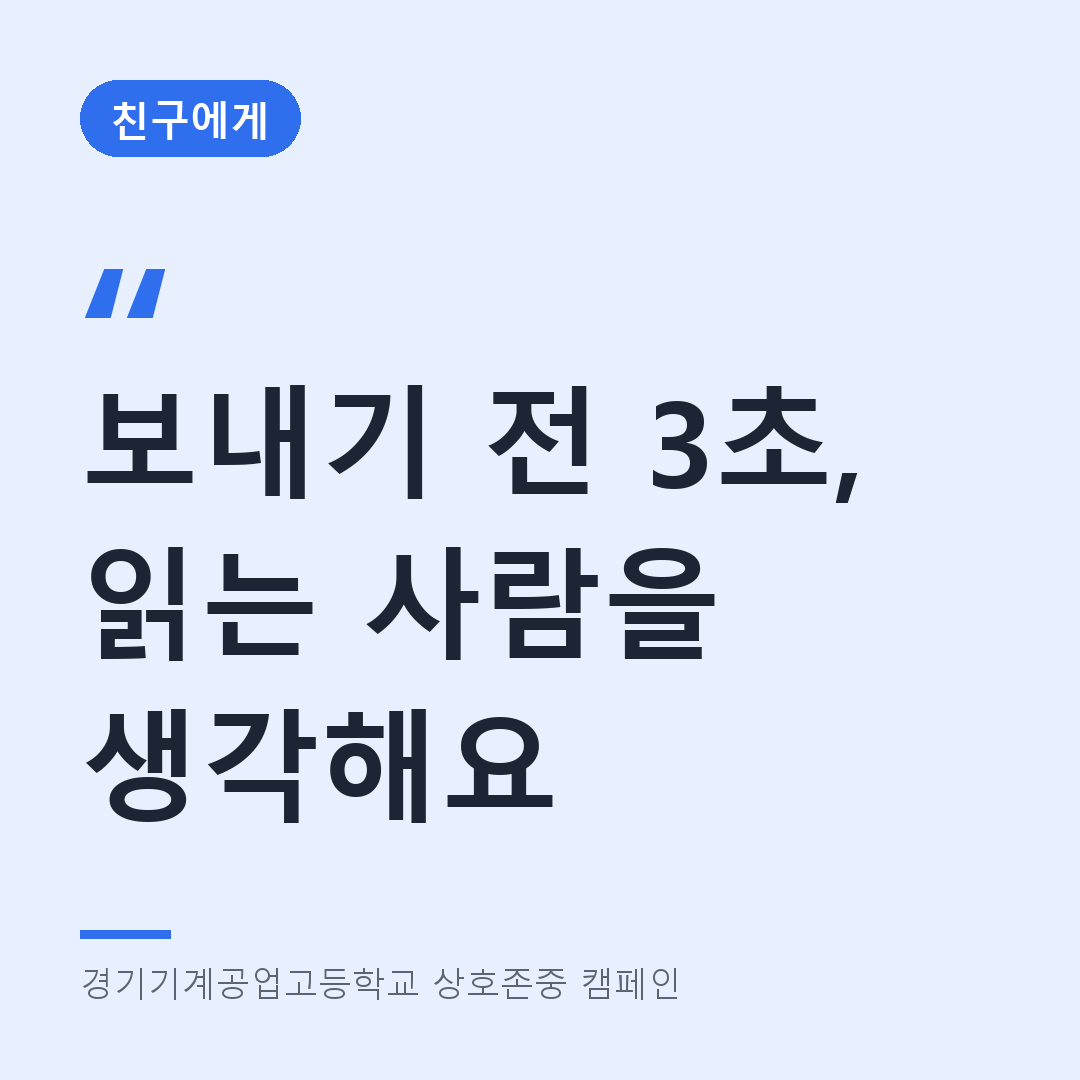 친구에게
“
보내기 전 3초,
읽는 사람을
생각해요
경기기계공업고등학교 상호존중 캠페인